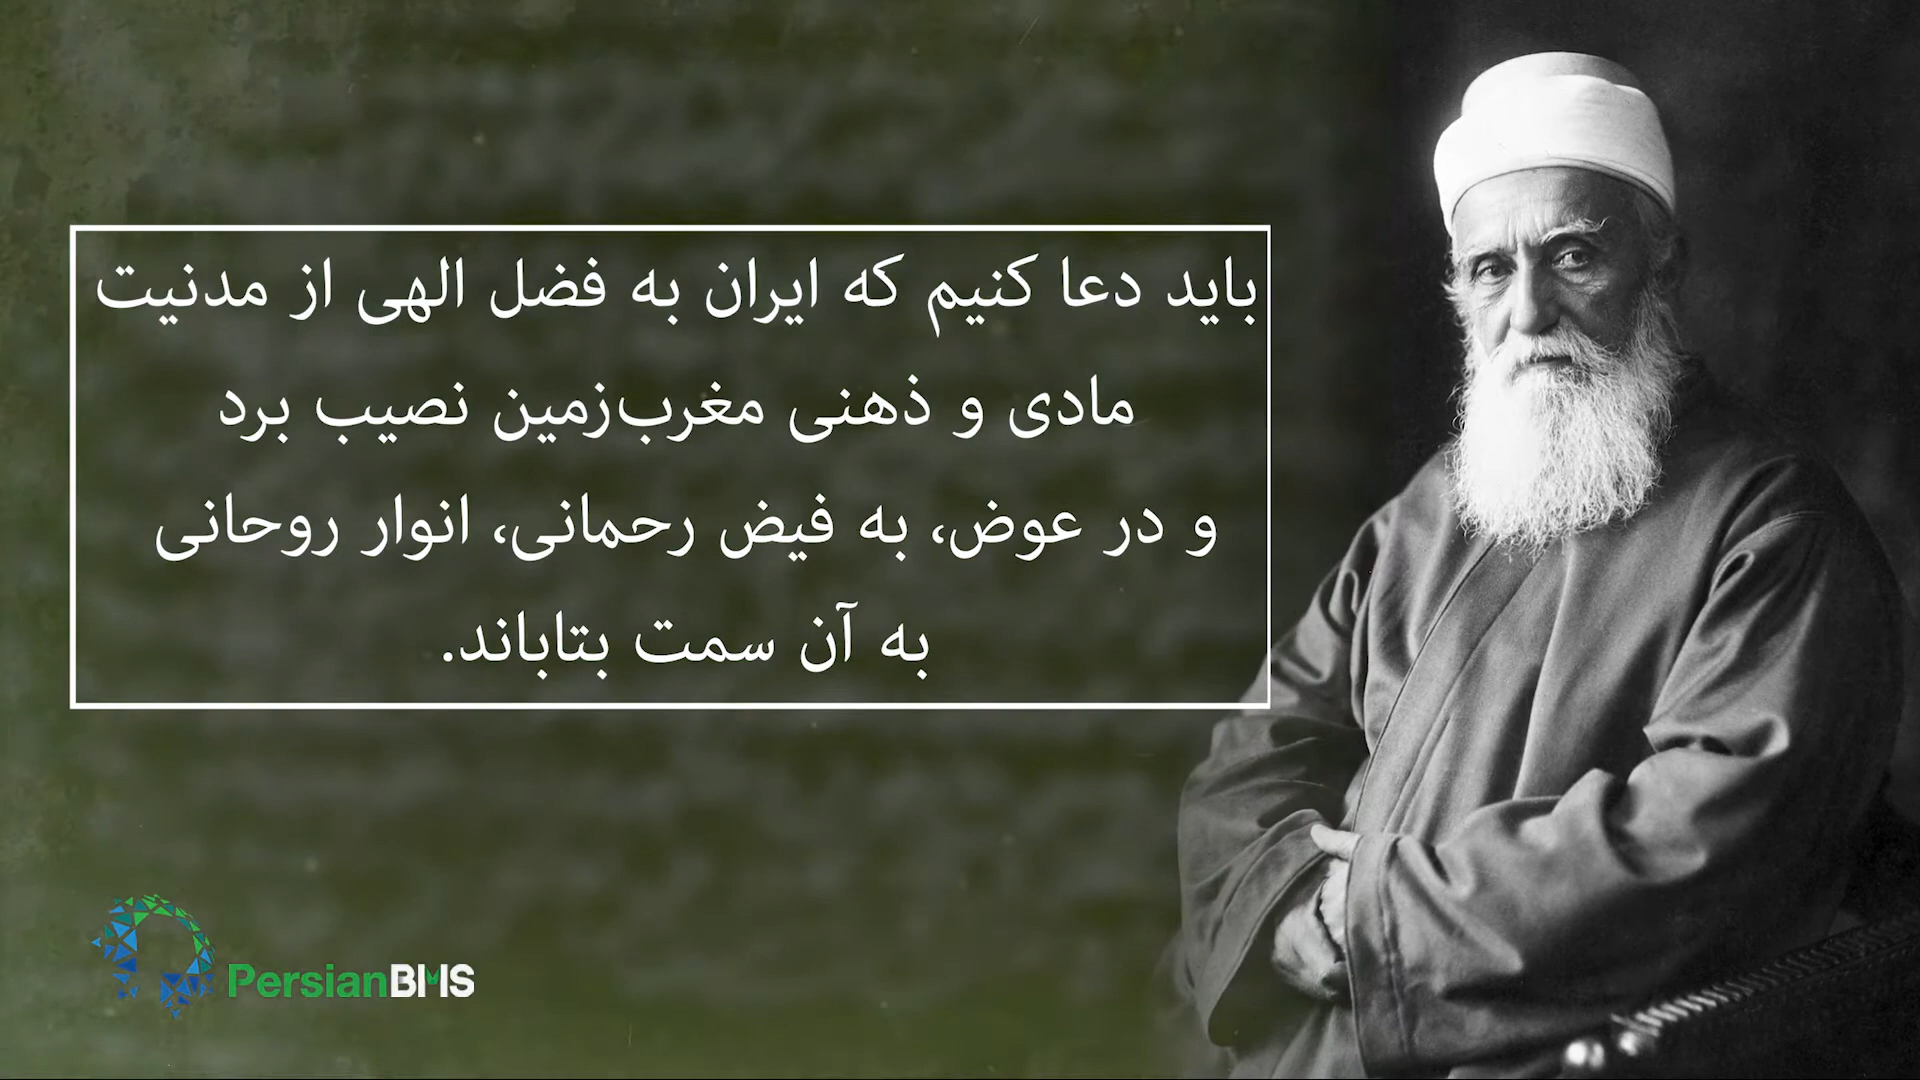 باید دعا کنیم که ایران به فضل الهی از مدنیت
مادی و ذهنی مغرب‌زمین نصیب برد
و در عوض، به فیض رحمانی، انوار روحانی
به آن سمت بتاباند.
PersianBMS